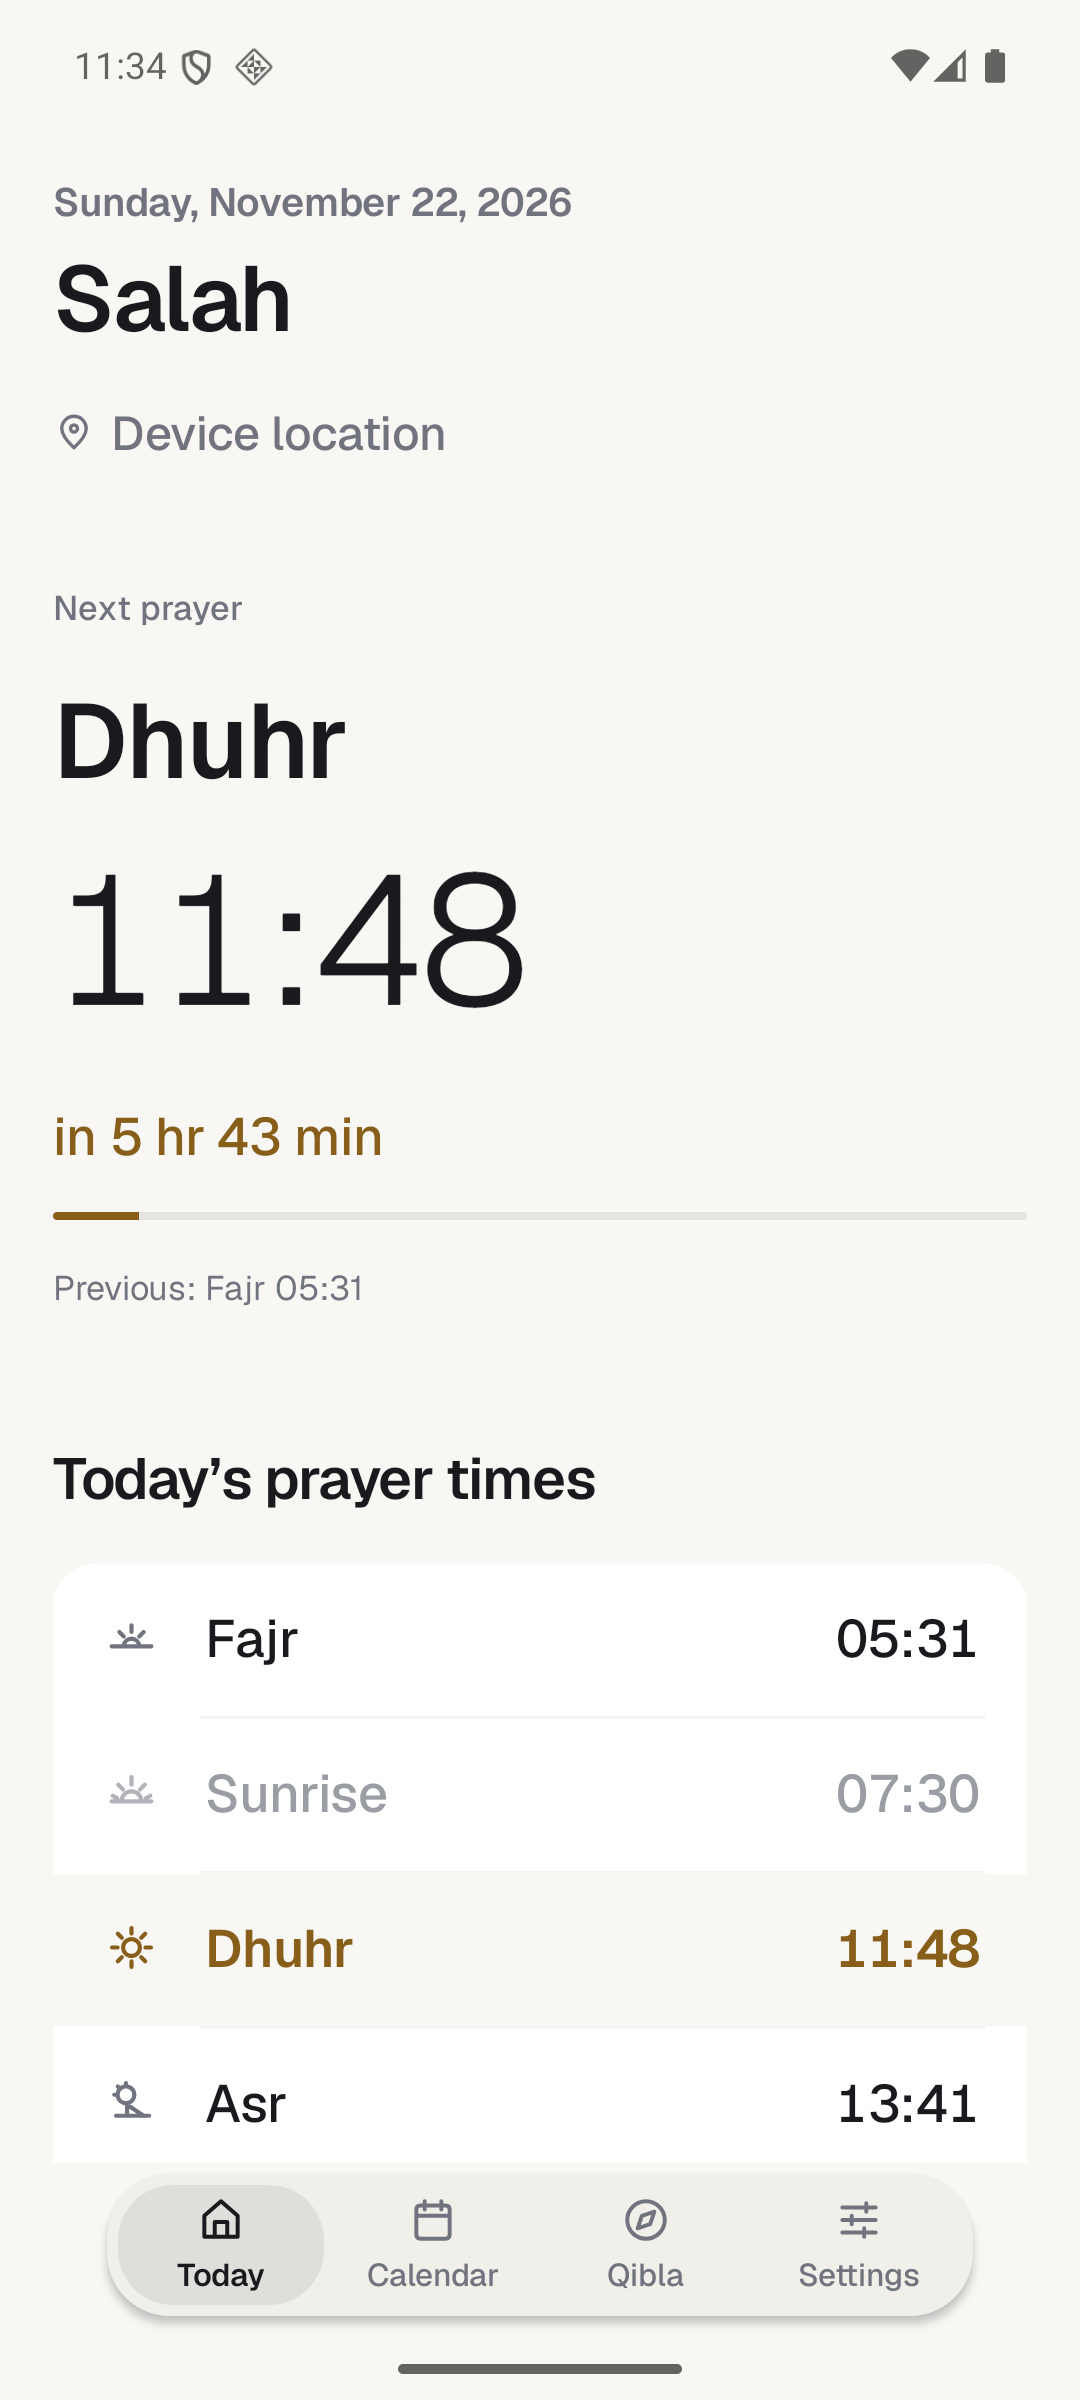 11:34
Sunday, November 22, 2026
Salah
Device location
Next prayer
Dhuhr
11:48
in 5 hr 43 min
Previous: Fajr 05:31
Today’s prayer times
Fajr 05:31
Sunrise 07:30
Dhuhr 11:48
Asr 13:41
Today Calendar Qibla Settings